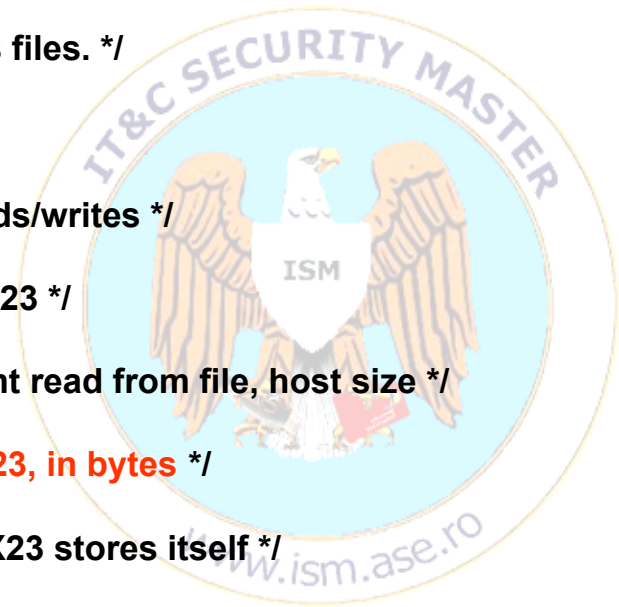 s files. */
IT&C SECURITY MASTER
ds/writes */
ISM
23 */
nt read from file, host size */
23, in bytes */
X23 stores itself */
www.ism.ase.ro